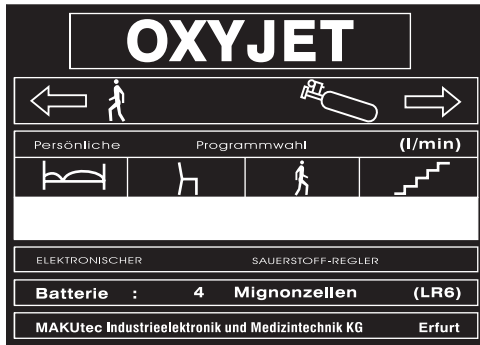 OXYJET
Persönliche Programmwahl (l/min)
ELEKTRONISCHER SAUERSTOFF-REGLER
Batterie : 4 Mignonzellen (LR6)
MAKUtec Industrieelektronik und Medizintechnik KG Erfurt